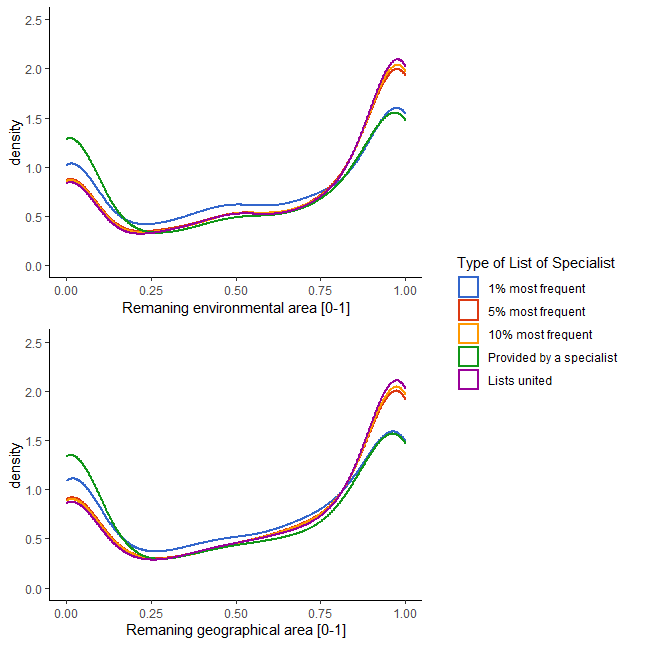 2.5
2.0
1.5
1.0
0.5
0.0
density
0.00 0.25 0.50 0.75 1.00
Remaning environmental area [0-1]
2.5
2.0
1.5
1.0
0.5
0.0
density
0.00 0.25 0.50 0.75 1.00
Remaning geographical area [0-1]
Type of List of Specialist
1% most frequent
5% most frequent
10% most frequent
Provided by a specialist
Lists united